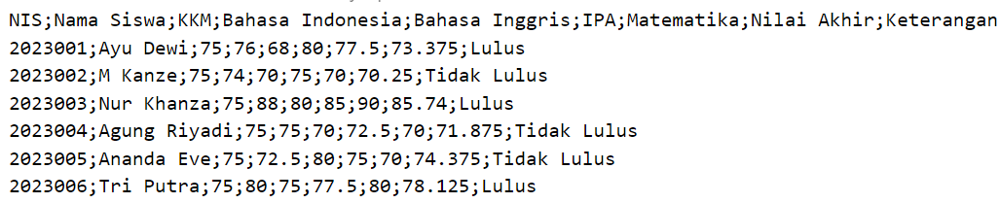 NIS;Nama Siswa;KKM;Bahasa Indonesia;Bahasa Inggris;IPA;Matematika;Nilai Akhir;Keterangan
2023001;Ayu Dewi;75;76;68;80;77.5;73.375;Lulus
2023002;M Kanze;75;74;70;75;70;70.25;Tidak Lulus
2023003;Nur Khanza;75;88;80;85;90;85.74;Lulus
2023004;Agung Riyadi;75;75;70;72.5;70;71.875;Tidak Lulus
2023005;Ananda Eve;75;72.5;80;75;70;74.375;Tidak Lulus
2023006;Tri Putra;75;80;75;77.5;80;78.125;Lulus